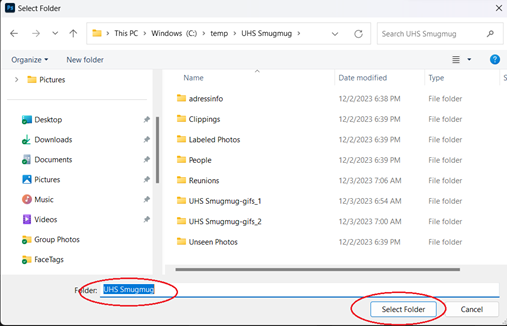 Ps Select Folder
This PC > Windows (C:) > temp > UHS Smugmug >
Search UHS Smugmug
Organize New folder
Pictures
Desktop
Downloads
Documents
Pictures
Music
Videos
Group Photos
FaceTags
Name Date modified Type S
adressinfo 12/2/2023 6:38 PM File folder
Clippings 12/2/2023 6:39 PM File folder
Labeled Photos 12/2/2023 6:39 PM File folder
People 12/2/2023 6:39 PM File folder
Reunions 12/3/2023 7:06 AM File folder
UHS Smugmug-gifs_1 12/3/2023 6:54 AM File folder
UHS Smugmug-gifs_2 12/3/2023 7:00 AM File folder
Unseen Photos 12/2/2023 6:39 PM File folder
Folder: UHS Smugmug
Select Folder Cancel